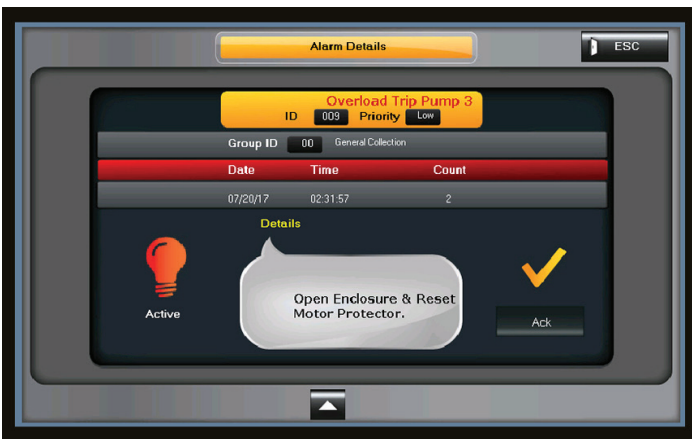 Alarm Details
ESC
Overload Trip Pump 3
ID 009 Priority Low
Group ID 00 General Collection
Date Time Count
07/20/17 02:31:57 2
Details
Open Enclosure & Reset
Motor Protector.
Active
Ack